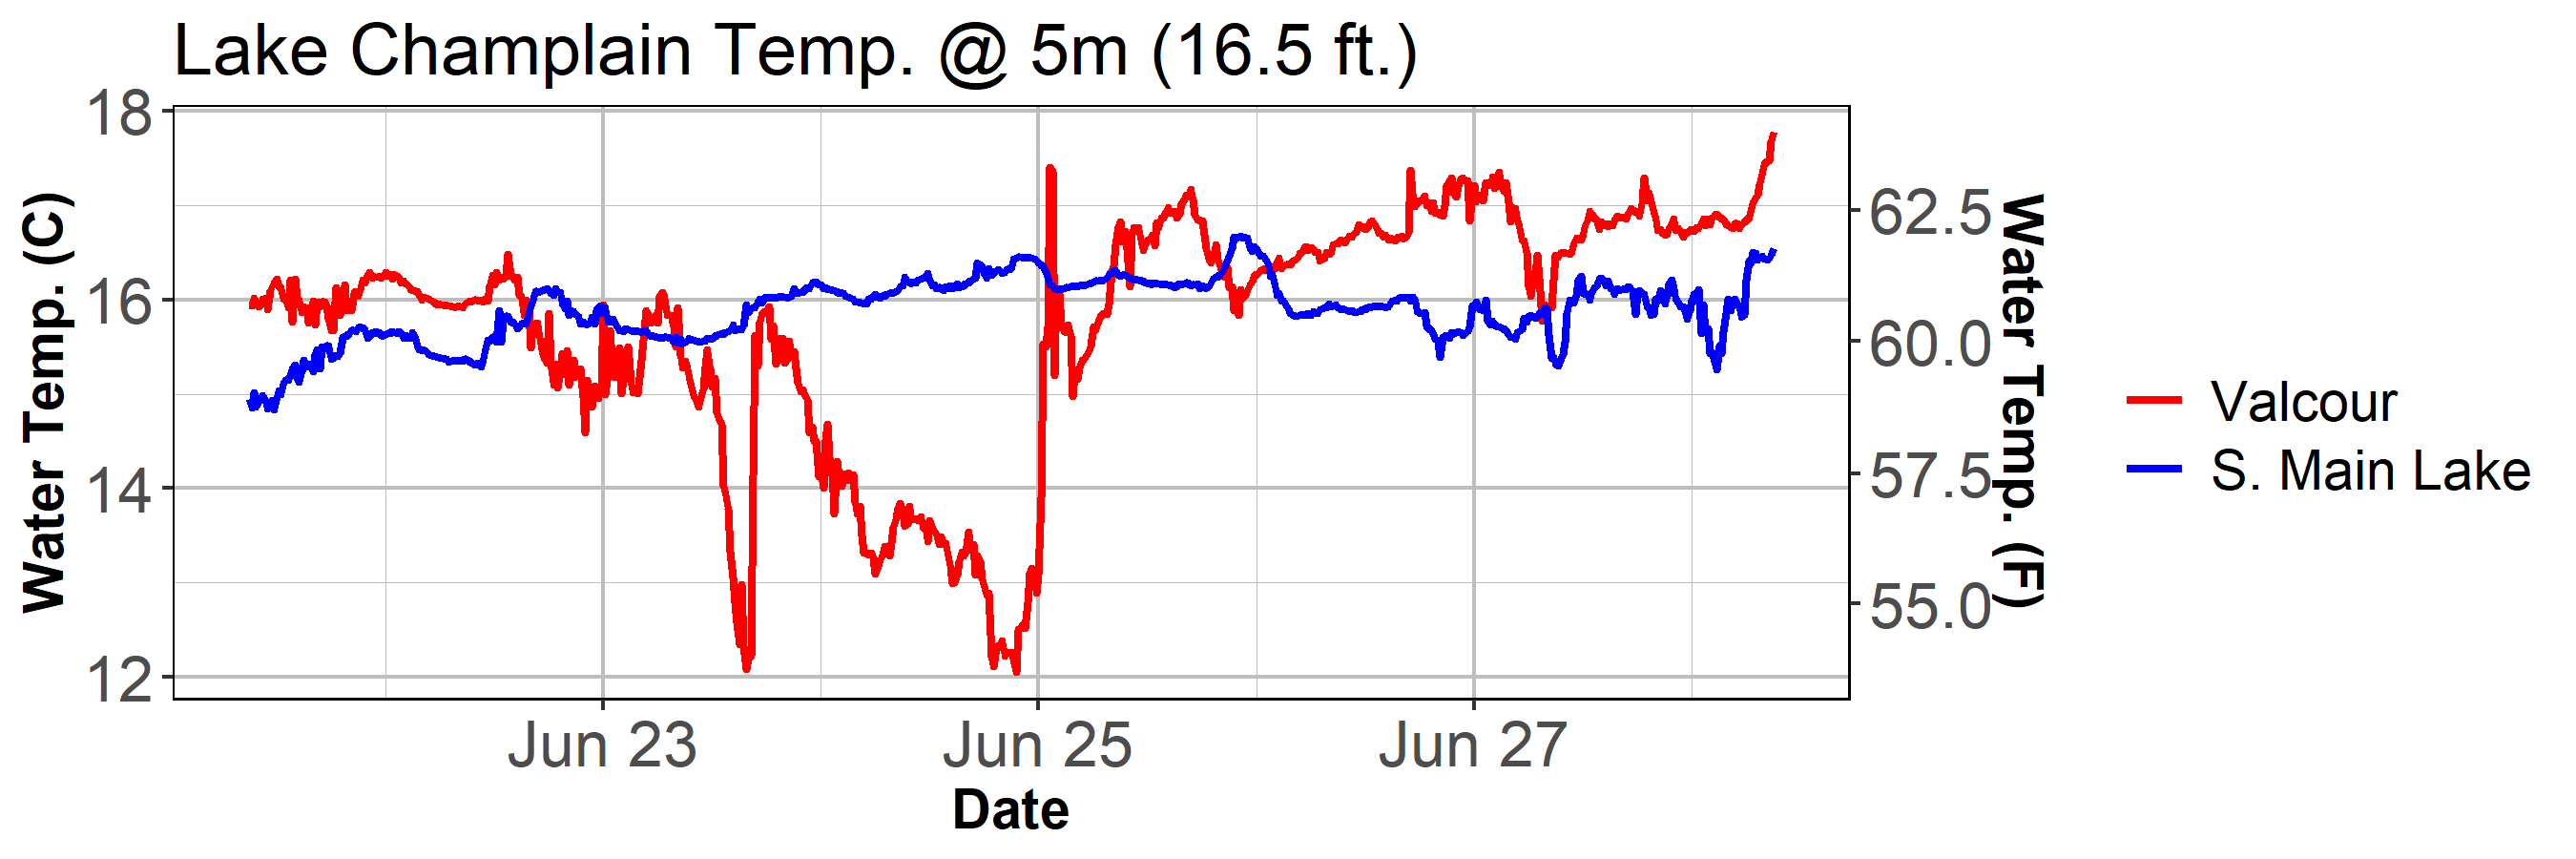 Lake Champlain Temp. @ 5m (16.5 ft.)
Water Temp. (C)
18
16
14
12
62.5
60.0
57.5
55.0
Water Temp. (F)
Jun 23 Jun 25 Jun 27
Date
Valcour
S. Main Lake